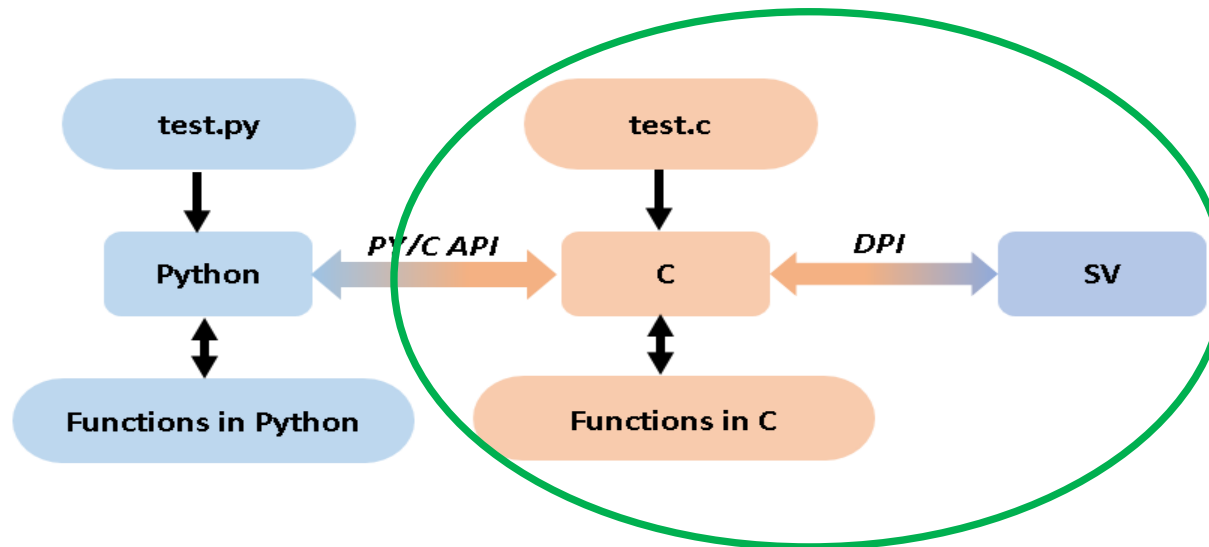 test.py
test.c
PY/C API
DPI
Python
C
SV
Functions in Python
Functions in C